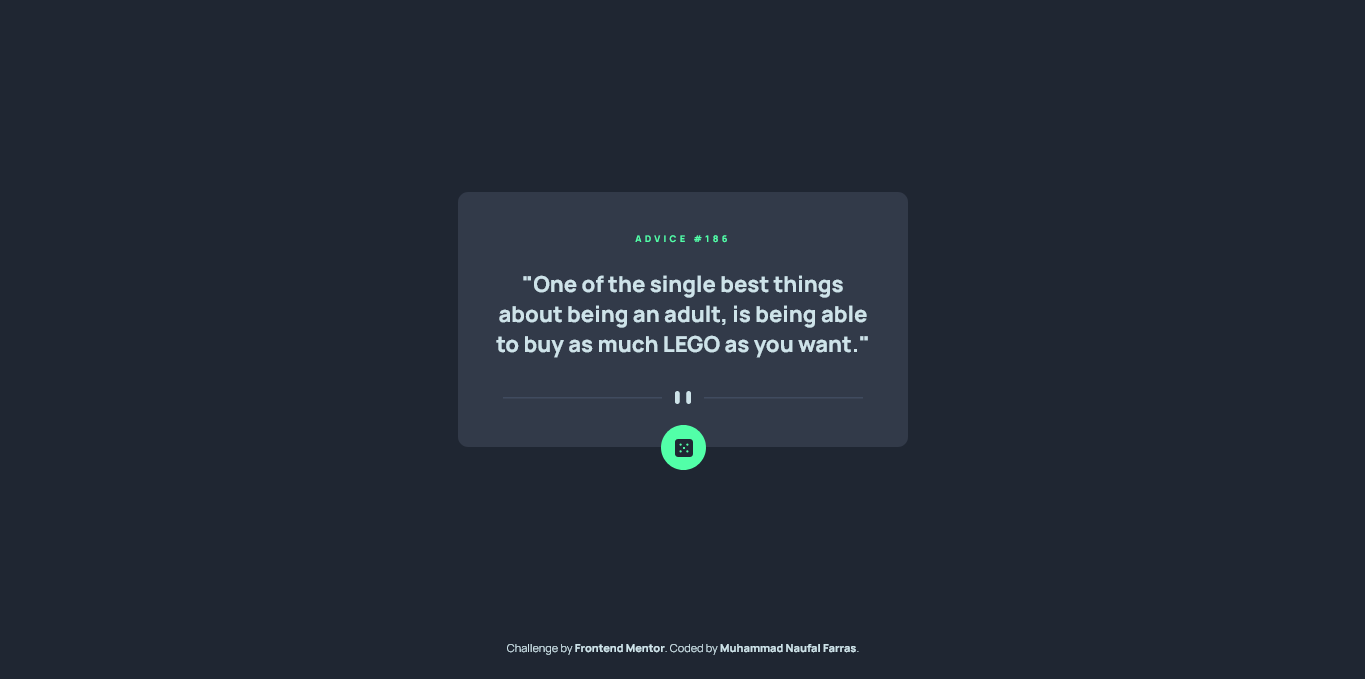 ADVICE #186
"One of the single best things
about being an adult, is being able
to buy as much LEGO as you want."
Challenge by Frontend Mentor. Coded by Muhammad Naufal Farras.